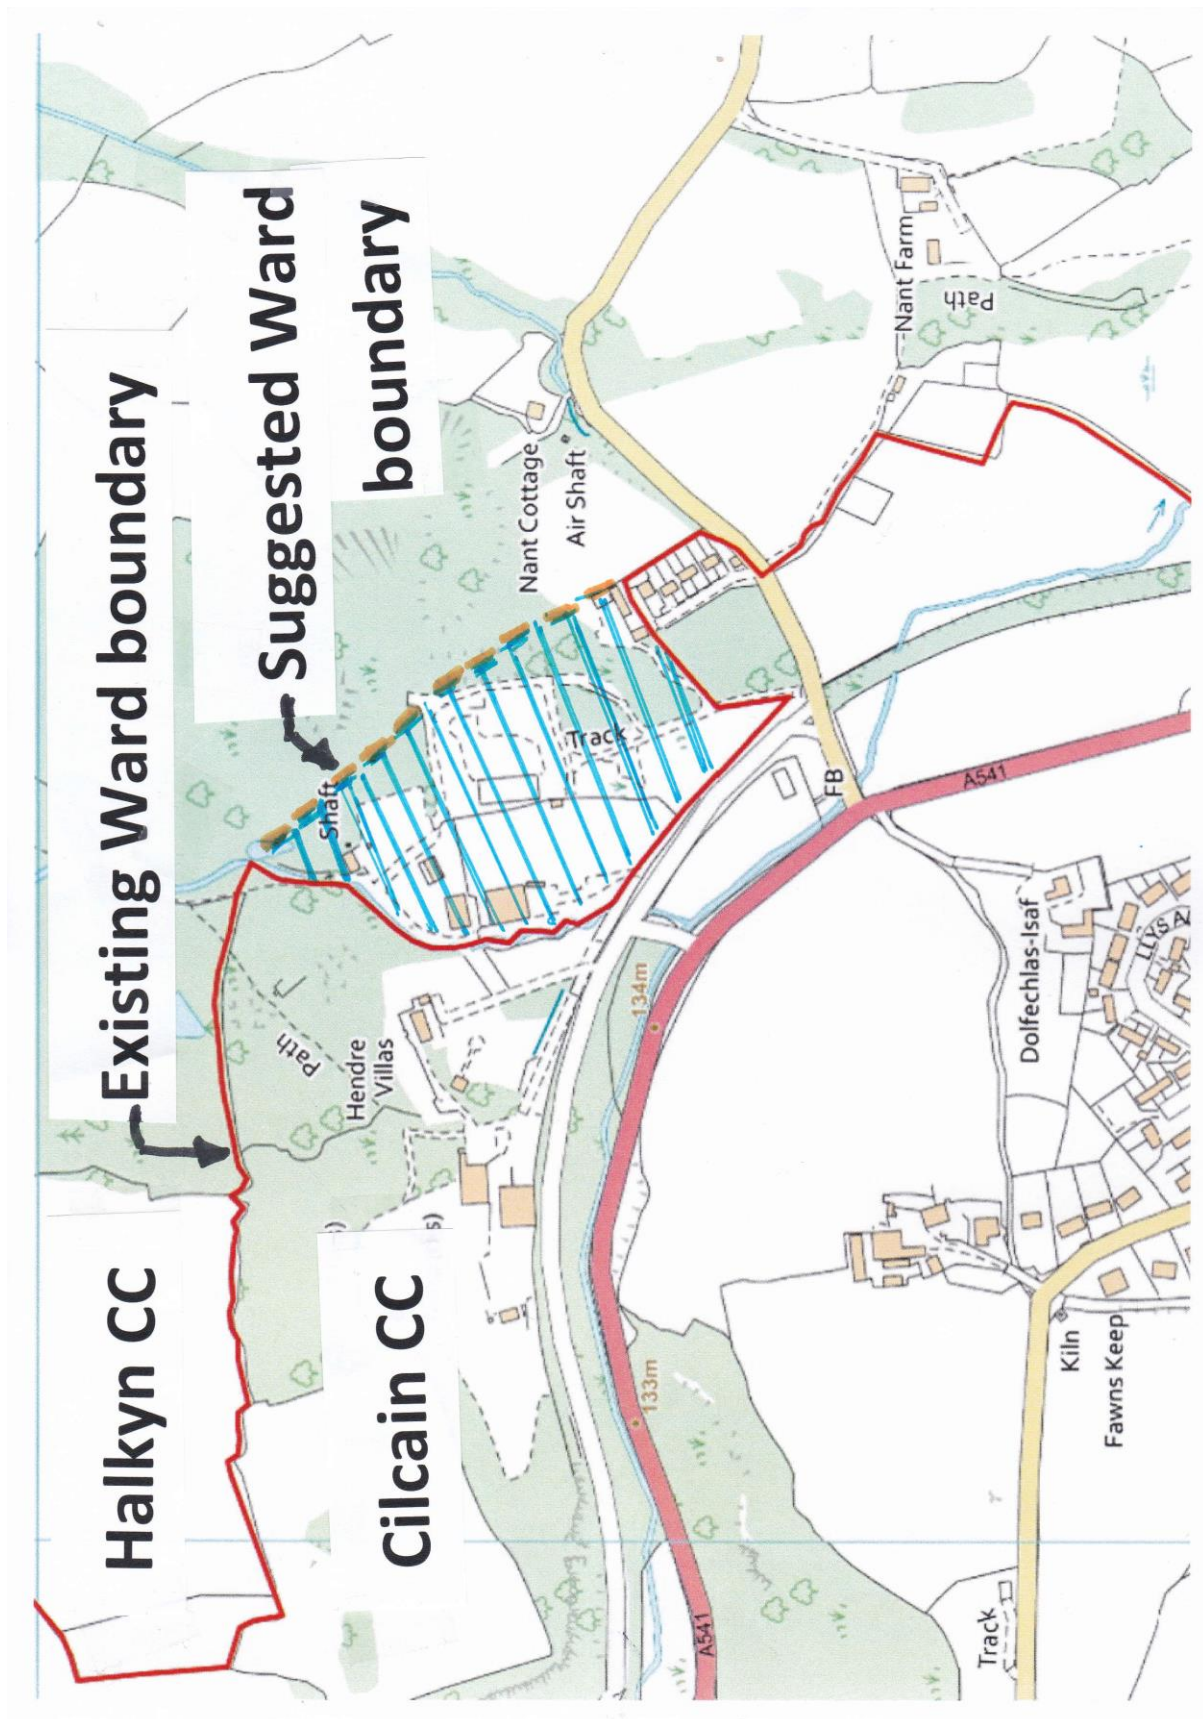 Halkyn CC
Existing Ward boundary
Suggested Ward
boundary
Cilcain CC
Shaft
Path
Hendre
Villas
s)
Track
Nant Cottage
Air Shaft
Nant Farm
Path
FB
A541
134m
133m
A541
Dolfechlas-Isaf
LLYS A
Kiln
Fawns Keep
Track